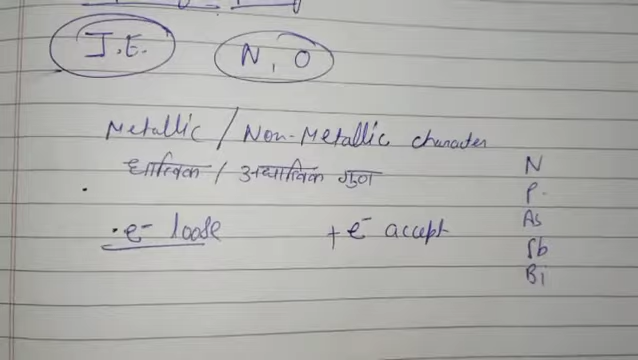 I.E.
N, O
Metallic / Non-Metallic character
धात्विक / अधात्विक गुण
• e- loose
+ e- accept
N
P
As
Sb
Bi